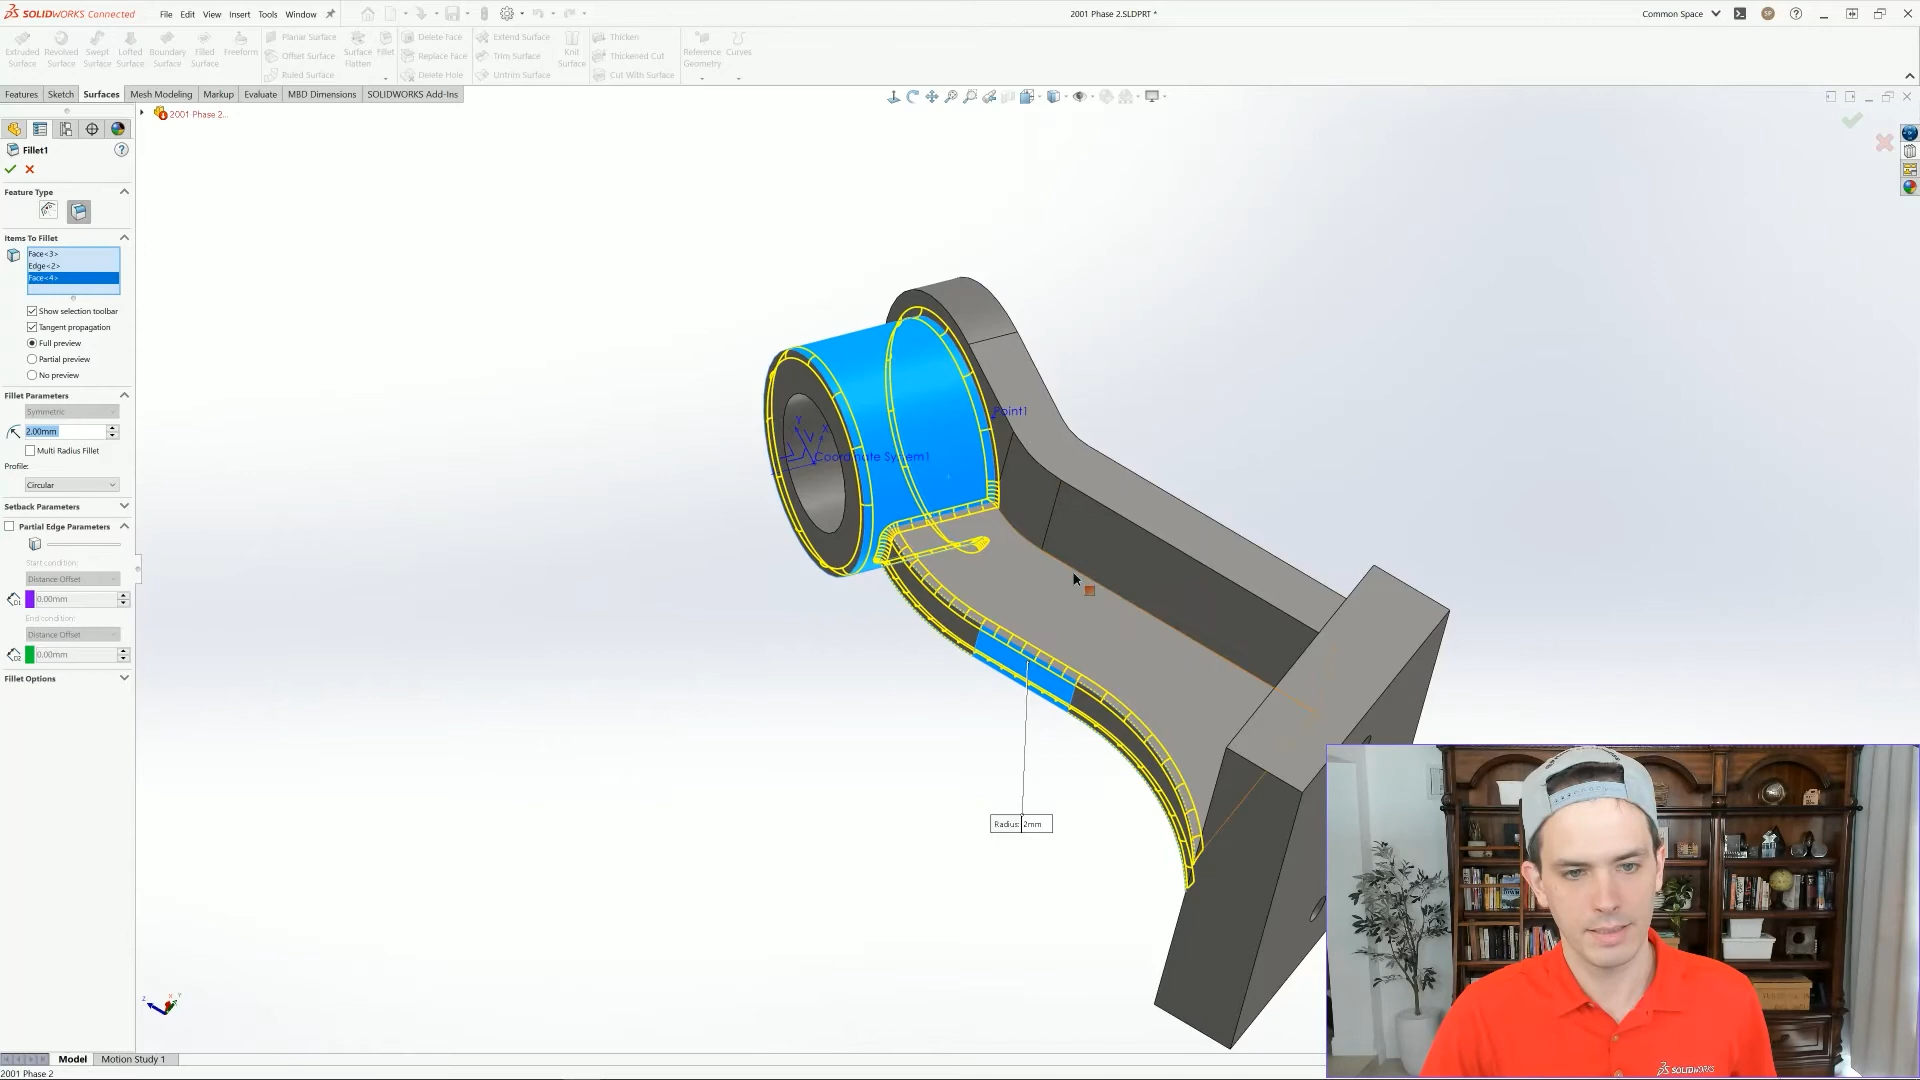 SOLIDWORKS Connected
File
Edit
View
Insert
Tools
Window
2001 Phase 2.SLDPRT *
Common Space
Extruded Surface
Revolved Surface
Swept Surface
Lofted Surface
Boundary Surface
Filled Surface
Freeform
Planar Surface
Offset Surface
Ruled Surface
Surface Flatten
Fillet
Delete Face
Replace Face
Delete Hole
Extend Surface
Trim Surface
Untrim Surface
Knit Surface
Thicken
Thickened Cut
Cut With Surface
Reference Geometry
Curves
Features
Sketch
Surfaces
Mesh Modeling
Markup
Evaluate
MBD Dimensions
SOLIDWORKS Add-Ins
2001 Phase 2...
Fillet1
Feature Type
Items To Fillet
Face<3>
Edge<2>
Face<4>
Show selection toolbar
Tangent propagation
Full preview
Partial preview
No preview
Fillet Parameters
Symmetric
2.00mm
Multi Radius Fillet
Profile:
Circular
Setback Parameters
Partial Edge Parameters
Start condition:
Distance Offset
0.00mm
End condition:
Distance Offset
0.00mm
Fillet Options
Point1
Coordinate System1
Radius: 2mm
Model
Motion Study 1
2001 Phase 2
SOLIDWORKS